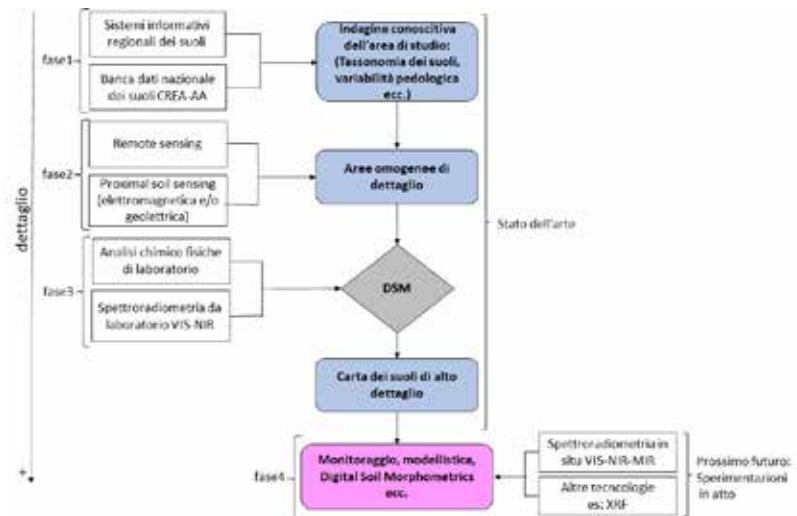 fase1
Sistemi informativi
regionali dei suoli
Banca dati nazionale
dei suoli CREA-AA
Indagine conoscitiva
dell'area di studio:
(Tassonomia dei suoli,
variabilità pedologica
ecc.)
fase2
Remote sensing
Proximal soil sensing
(elettromagnetica e/o
geolettrica)
Aree omogenee di
dettaglio
dettaglio
Stato dell'arto
fase3
Analisi chimico fisiche
di laboratorio
Spettroradiometria da
laboratorio VIS-NIR
DSM
Carta dei suoli di alto
dettaglio
fase4
Monitoraggio, modellistica,
Digital Soil Morphometrics
ecc.
Spettroradiometria in
situ VIS-NIR-MIR
Altre tecnologie
es: XRF
Prossimo futuro:
Sperimentazioni
in atto
+